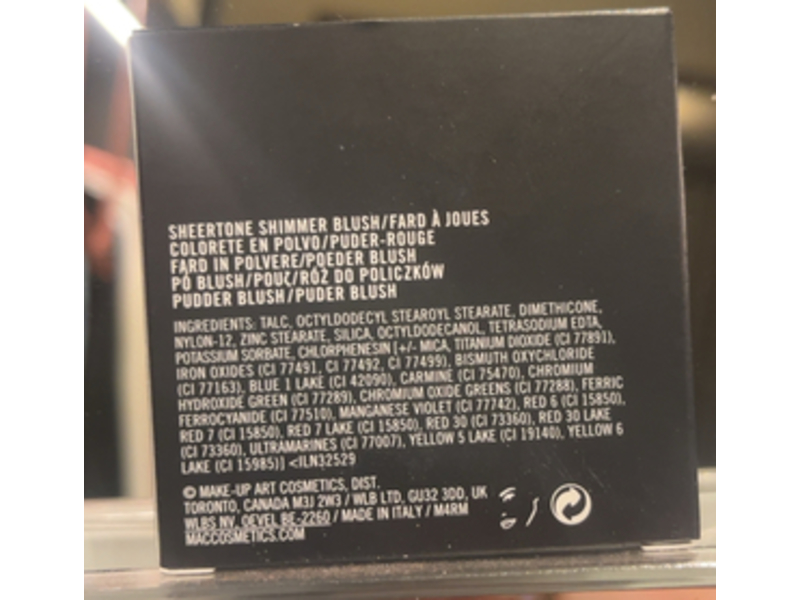 SHEERTONE SHIMMER BLUSH/FARD À JOUES
COLORETE EN POLVO/PUDER-ROUGE
FARD IN POLVERE/POEDER BLUSH
PÓ BLUSH/ΡΟΥΖ/RÓŻ DO POLICZKÓW
PUDDER BLUSH/PUDER BLUSH
INGREDIENTS: TALC, OCTYLDODECYL STEAROYL STEARATE, DIMETHICONE,
NYLON-12, ZINC STEARATE, SILICA, OCTYLDODECANOL, TETRASODIUM EDTA,
POTASSIUM SORBATE, CHLORPHENESIN [+/- MICA, TITANIUM DIOXIDE (CI 77891),
IRON OXIDES (CI 77491, CI 77492, CI 77499), BISMUTH OXYCHLORIDE
(CI 77163), BLUE 1 LAKE (CI 42090), CARMINE (CI 75470), CHROMIUM
HYDROXIDE GREEN (CI 77289), CHROMIUM OXIDE GREENS (CI 77288), FERRIC
FERROCYANIDE (CI 77510), MANGANESE VIOLET (CI 77742), RED 6 (CI 15850),
RED 7 (CI 15850), RED 7 LAKE (CI 15850), RED 30 (CI 73360), RED 30 LAKE
(CI 73360), ULTRAMARINES (CI 77007), YELLOW 5 LAKE (CI 19140), YELLOW 6
LAKE (CI 15985)] <ILN32529
© MAKE-UP ART COSMETICS, DIST.
TORONTO, CANADA M3J 2W3 / WLB LTD, GU32 3DD, UK
WLBS NV, OEVEL BE-2260 / MADE IN ITALY / M4RM
MACCOSMETICS.COM